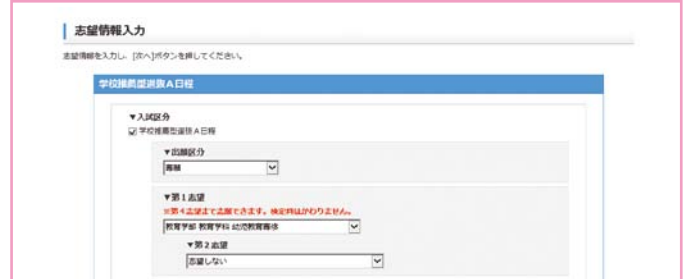 志望情報入力
志望情報を入力し、[次へ]ボタンを押してください。
学校推薦型選抜A日程
▼入試区分
学校推薦型選抜A日程
▼出願区分
専願
▼第1志望
※第4志望まで志願できます。検定料はかわりません。
教育学部 教育学科 幼児教育専修
▼第2志望
志望しない